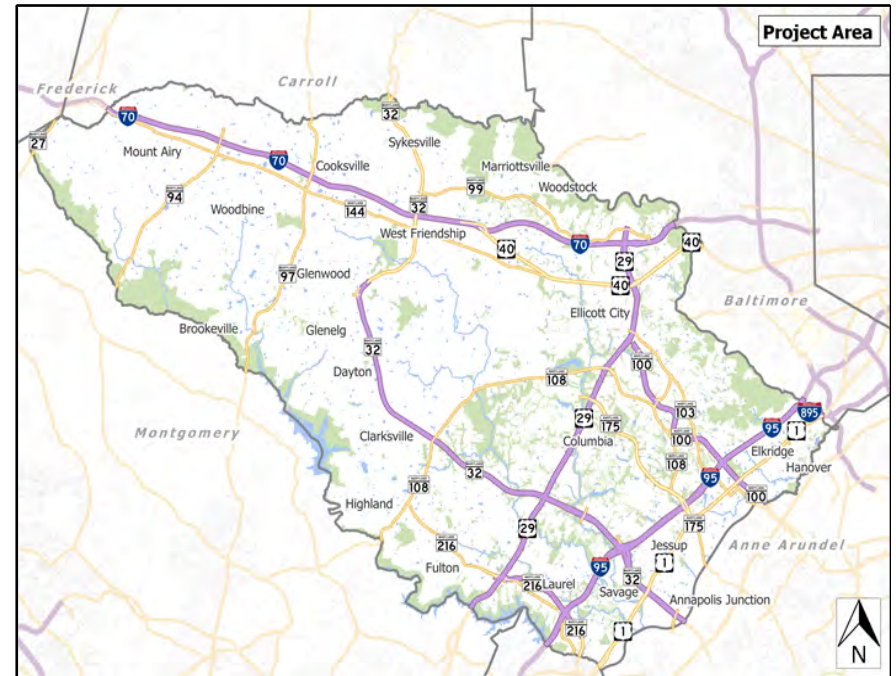 Project Area
Carroll
Frederick
70
32
Sykesville
27
Mount Airy
70
Cooksville
Marriottsville
99
Woodstock
94
Woodbine
144
32
West Friendship
40
70
29
40
97
Glenwood
40
Baltimore
Ellicott City
Brookeville
Glenelg
32
Dayton
100
108
103
895
95
1
29
175
Columbia
100
Elkridge
Montgomery
Clarksville
32
108
95
Hanover
108
100
Highland
175
29
216
Jessup
Anne Arundel
Fulton
95
1
32
216
Laurel
Savage
Annapolis Junction
216
1
N